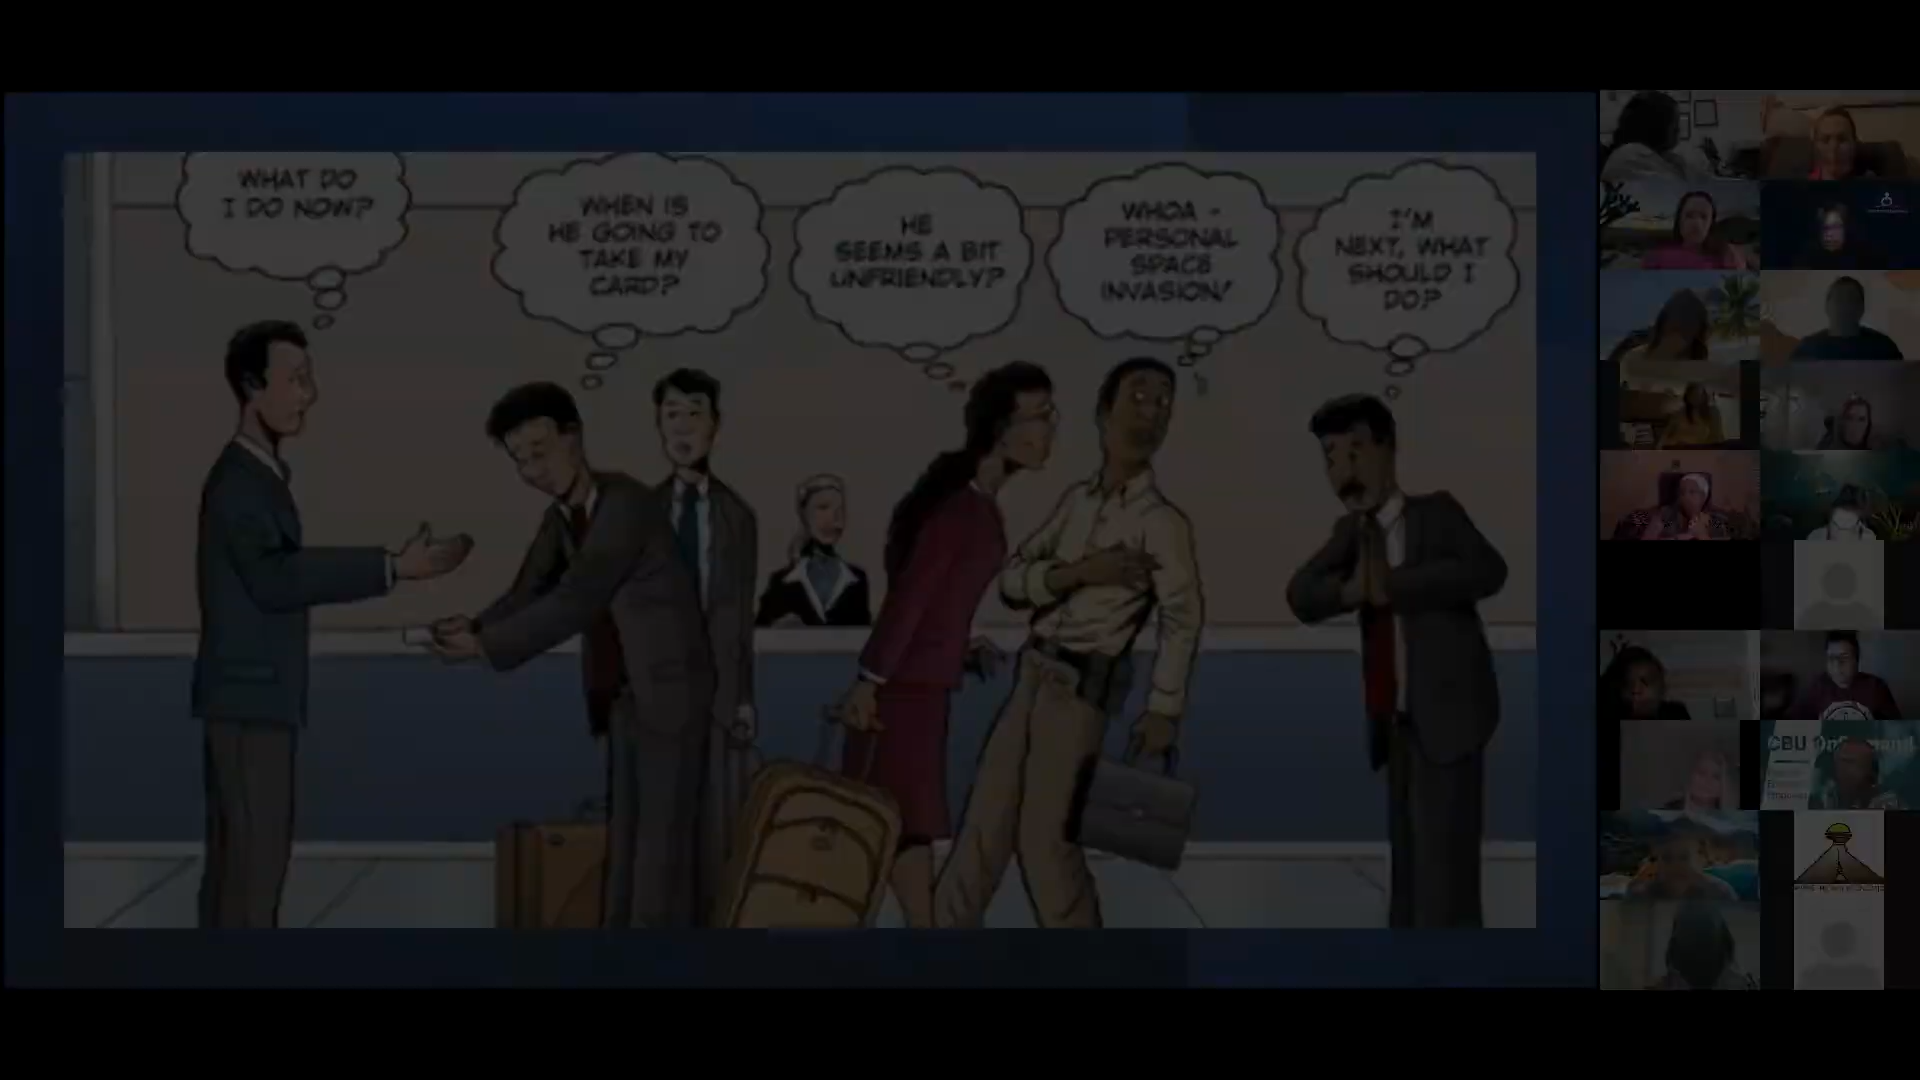 WHAT DO
I DO NOW?
WHEN IS
HE GOING TO
TAKE MY
CARD?
HE
SEEMS A BIT
UNFRIENDLY?
WHOA -
PERSONAL
SPACE
INVASION!
I'M
NEXT, WHAT
SHOULD I
DO?
CBU OnDemand